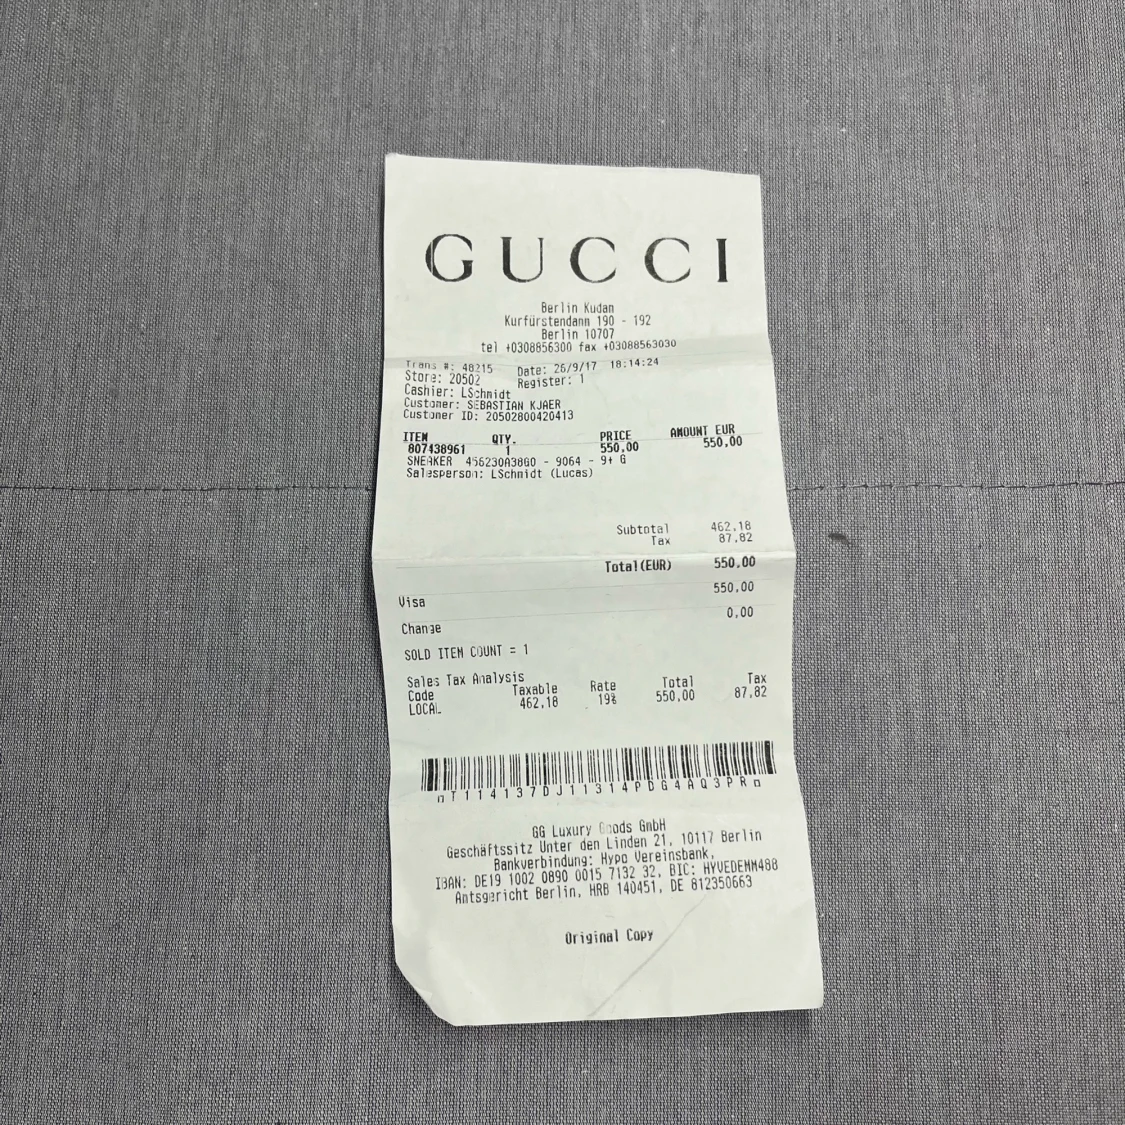 GUCCI
Berlin Kudam
Kurfürstendamm 190 - 192
Berlin 10707
tel +0308856300 fax +03088563030
Trans #: 48215 Date: 26/9/17 18:14:24
Store: 20502 Register: 1
Cashier: LSchmidt
Customer: SEBASTIAN KJAER
Customer ID: 20502800420413
ITEM QTY. PRICE AMOUNT EUR
807438961 1 550,00 550,00
SNEAKER 456230A38G0 - 9064 - 9+ G
Salesperson: LSchmidt (Lucas)
Subtotal 462,18
Tax 87,82
Total(EUR) 550,00
Visa 550,00
Change 0,00
SOLD ITEM COUNT = 1
Sales Tax Analysis
Code Taxable Rate Total Tax
LOCAL 462,18 19% 550,00 87,82
¤T114137DJ11314PDG4AQ3PR¤
GG Luxury Goods GmbH
Geschäftssitz Unter den Linden 21, 10117 Berlin
Bankverbindung: Hypo Vereinsbank,
IBAN: DE19 1002 0890 0015 7132 32, BIC: HYVEDEMM488
Amtsgericht Berlin, HRB 140451, DE 812350663
Original Copy